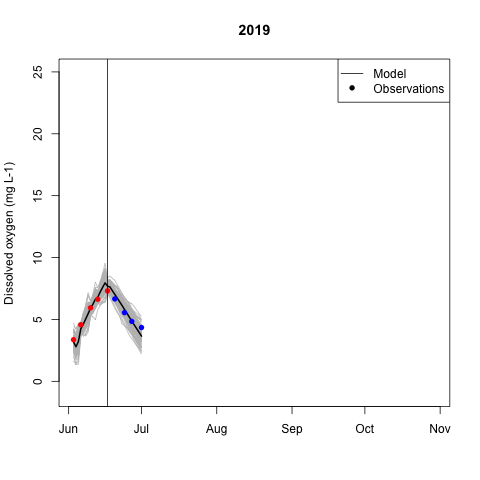 2019
Model
Observations
Dissolved oxygen (mg L-1)
25
20
15
10
5
0
Jun Jul Aug Sep Oct Nov